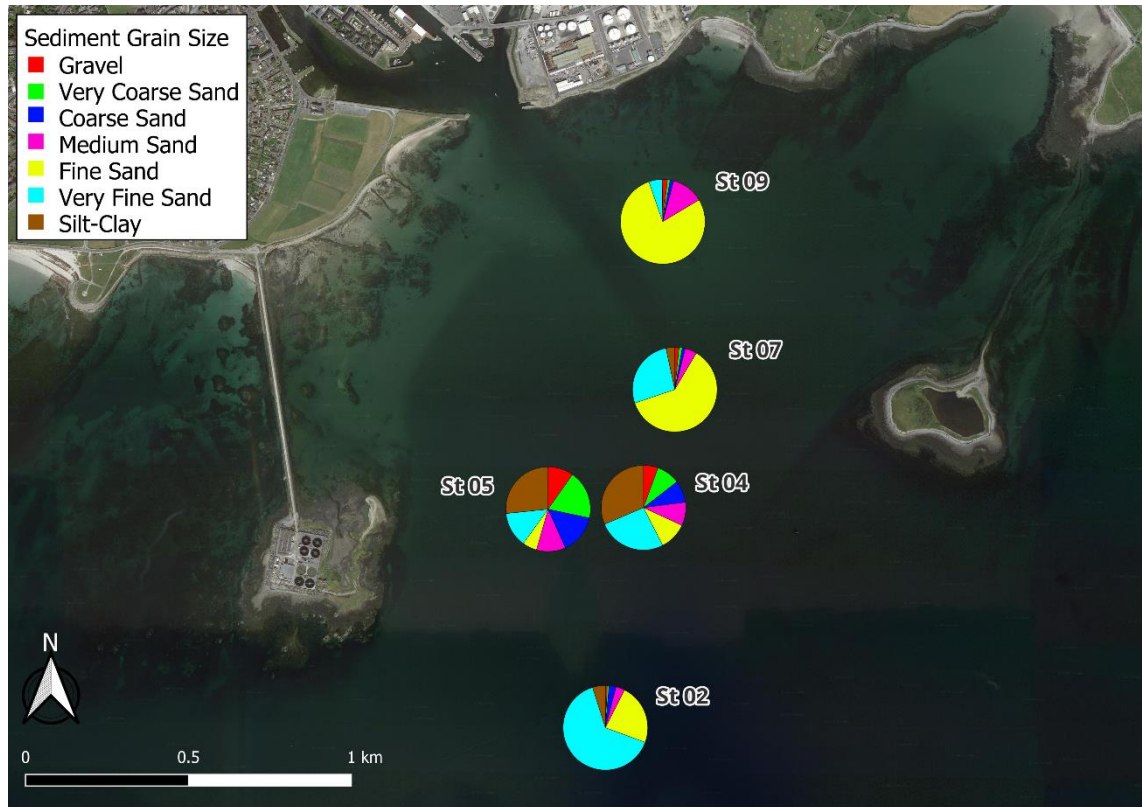 Sediment Grain Size
Gravel
Very Coarse Sand
Coarse Sand
Medium Sand
Fine Sand
Very Fine Sand
Silt-Clay
St 09
St 07
St 05
St 04
St 02
N
0 0.5 1 km